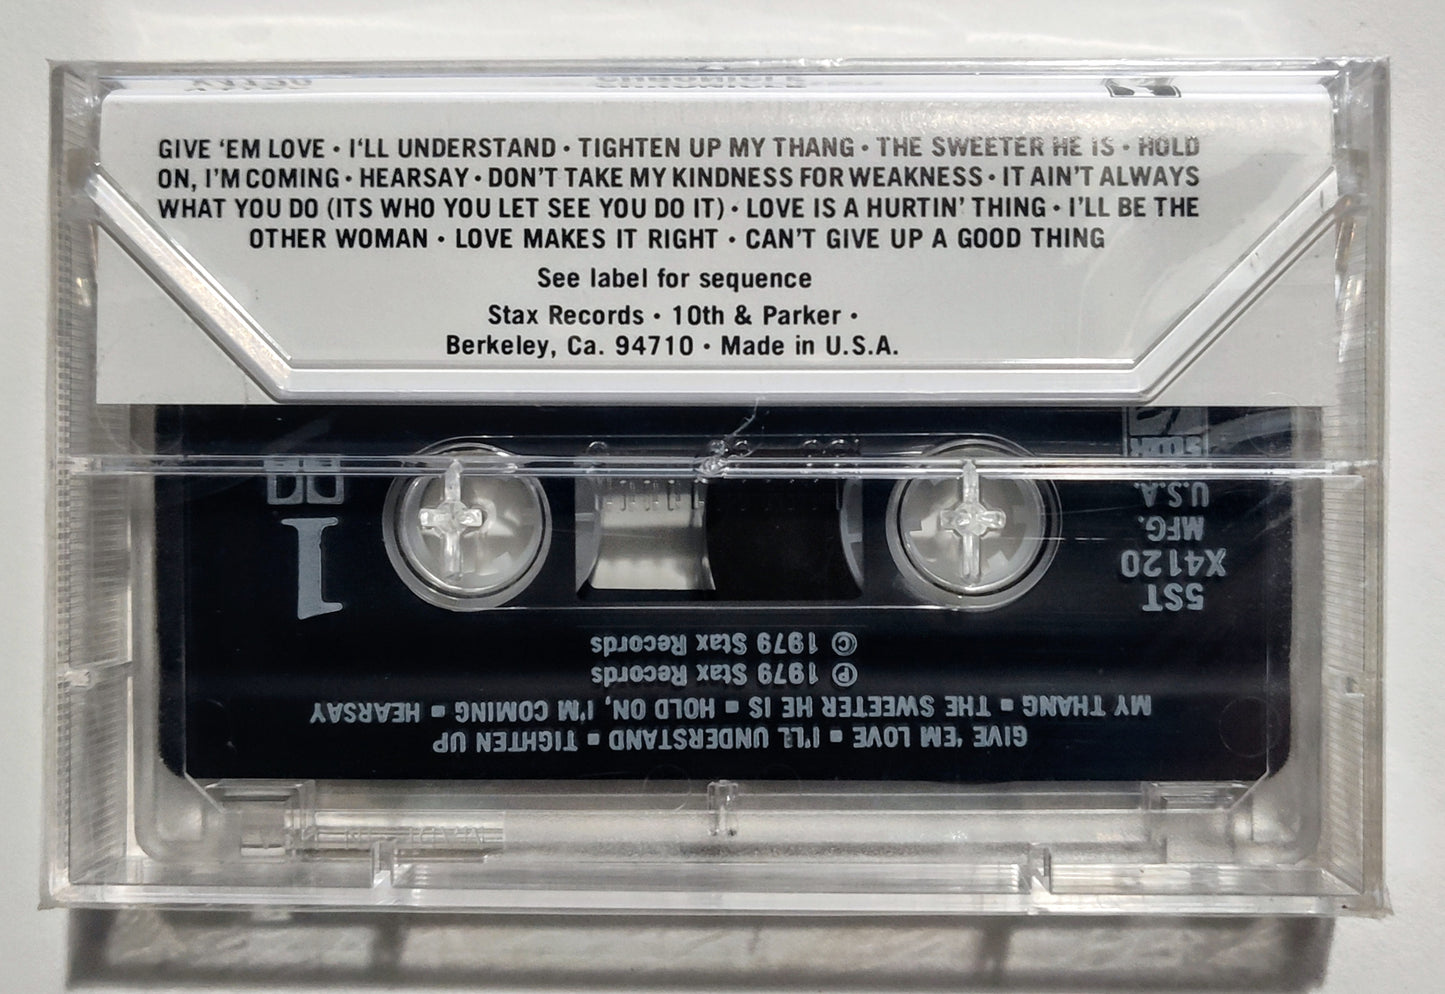 CHRONICLE
GIVE 'EM LOVE • I'LL UNDERSTAND • TIGHTEN UP MY THANG • THE SWEETER HE IS • HOLD
ON, I'M COMING • HEARSAY • DON'T TAKE MY KINDNESS FOR WEAKNESS • IT AIN'T ALWAYS
WHAT YOU DO (ITS WHO YOU LET SEE YOU DO IT) • LOVE IS A HURTIN' THING • I'LL BE THE
OTHER WOMAN • LOVE MAKES IT RIGHT • CAN'T GIVE UP A GOOD THING
See label for sequence
Stax Records • 10th & Parker •
Berkeley, Ca. 94710 • Made in U.S.A.
GIVE 'EM LOVE ▪ I'LL UNDERSTAND ▪ TIGHTEN UP
MY THANG ▪ THE SWEETER HE IS ▪ HOLD ON, I'M COMING ▪ HEARSAY
℗ 1979 Stax Records
© 1979 Stax Records
5ST
X4120
MFG.
U.S.A.
stax
1